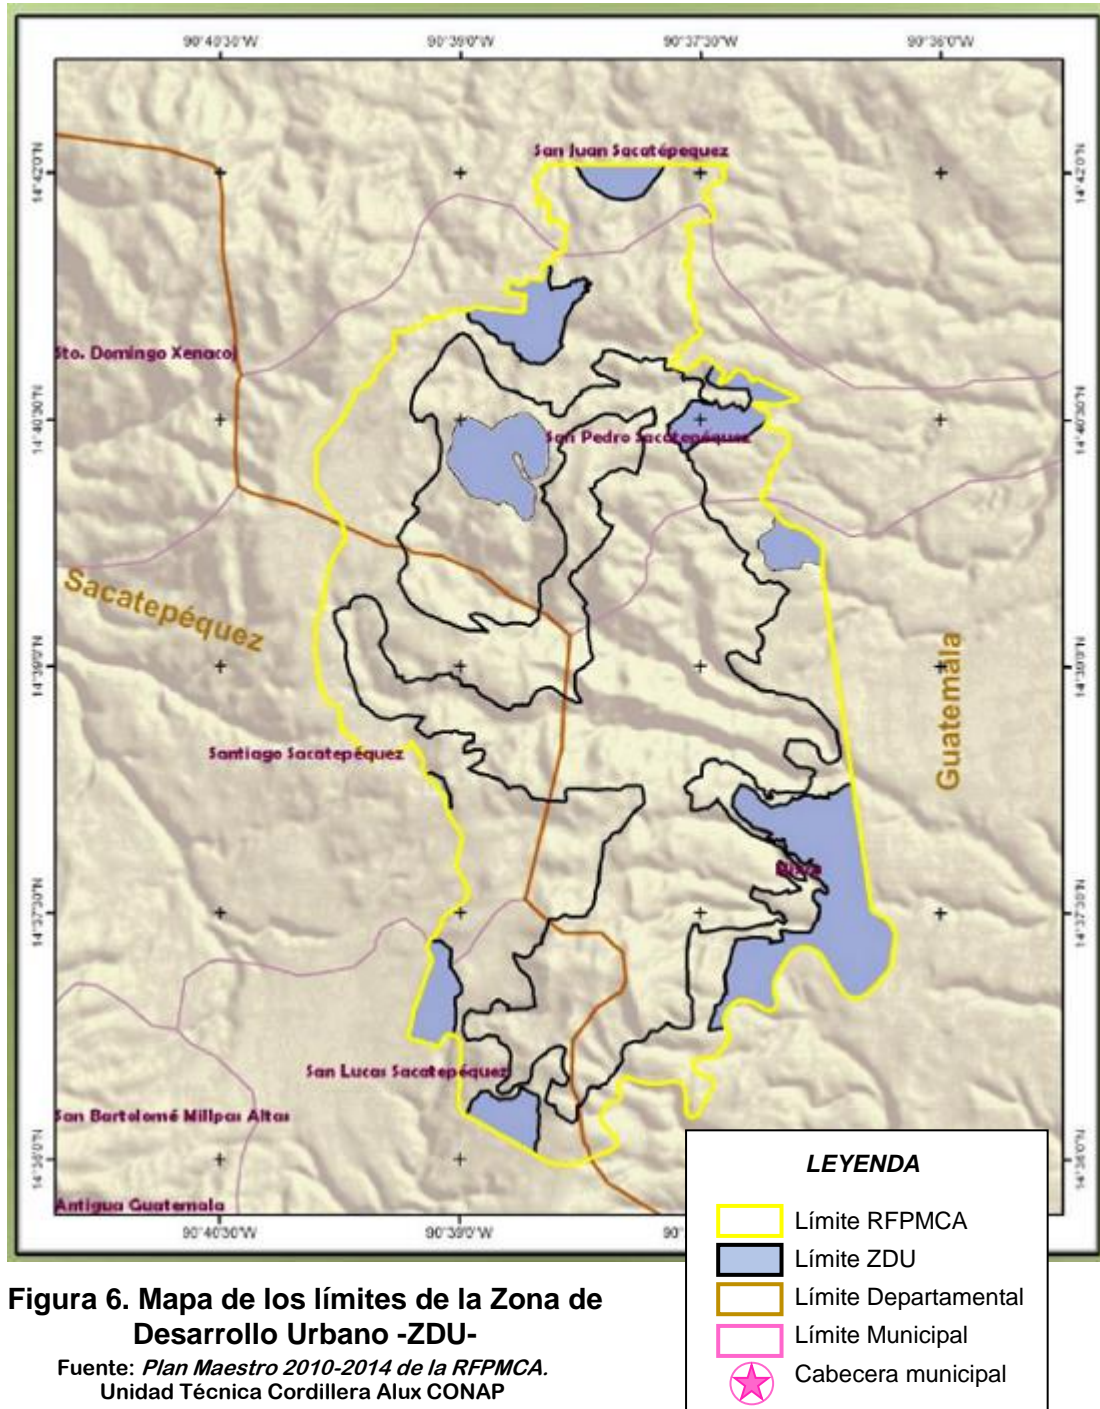 90°40'30"W 90°39'0"W 90°37'30"W 90°36'0"W
14°42'0"N 14°42'0"N
San Juan Sacatépequez
Sto. Domingo Xenacoj
14°40'30"N 14°40'30"N
San Pedro Sacatepéquez
Sacatepéquez
14°39'0"N 14°39'0"N
Guatemala
Santiago Sacatepéquez
Mixco
14°37'30"N 14°37'30"N
San Lucas Sacatepéquez
San Bartolomé Milpas Altas
14°36'0"N 14°36'0"N
Antigua Guatemala
90°40'30"W 90°39'0"W
LEYENDA
Límite RFPMCA
Límite ZDU
Límite Departamental
Límite Municipal
Cabecera municipal
Figura 6. Mapa de los límites de la Zona de
Desarrollo Urbano -ZDU-
Fuente: Plan Maestro 2010-2014 de la RFPMCA.
Unidad Técnica Cordillera Alux CONAP